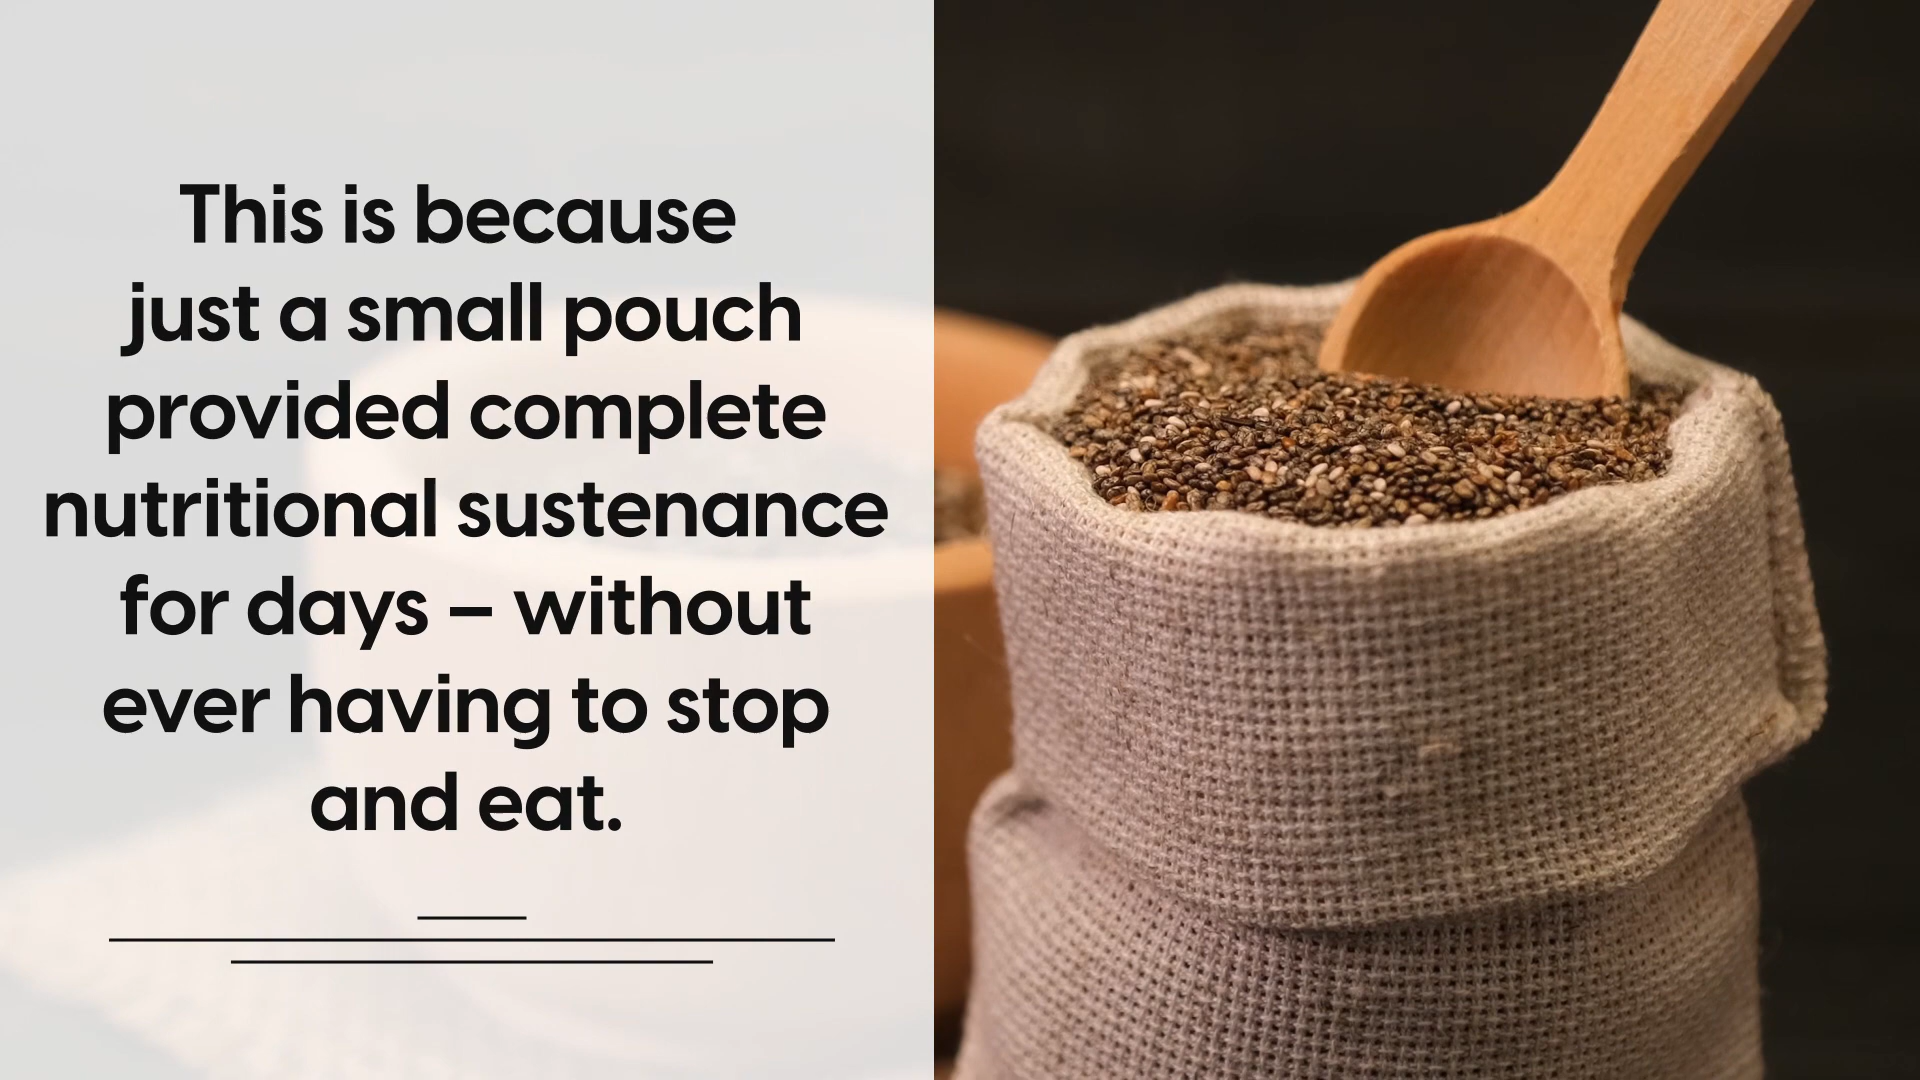 This is because
just a small pouch
provided complete
nutritional sustenance
for days – without
ever having to stop
and eat.